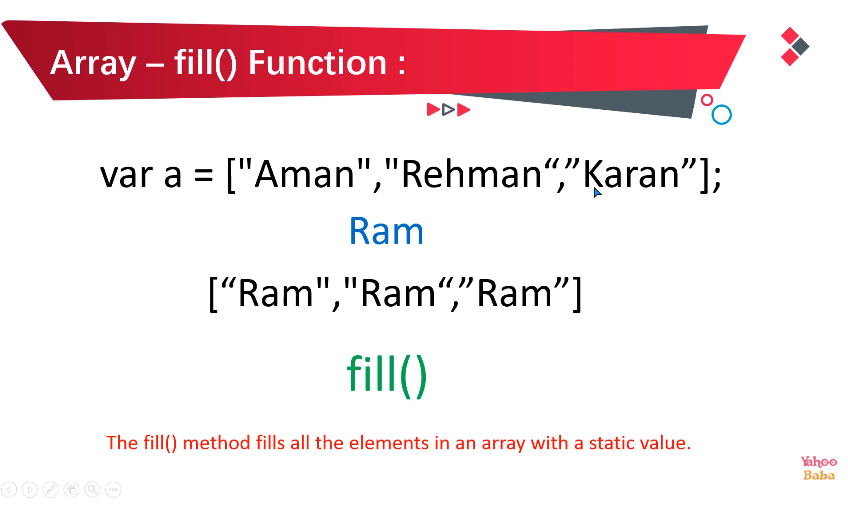 Array – fill() Function :
var a = ["Aman","Rehman“,”Karan”];
Ram
[“Ram","Ram“,”Ram”]
fill()
The fill() method fills all the elements in an array with a static value.
Yahoo
Baba